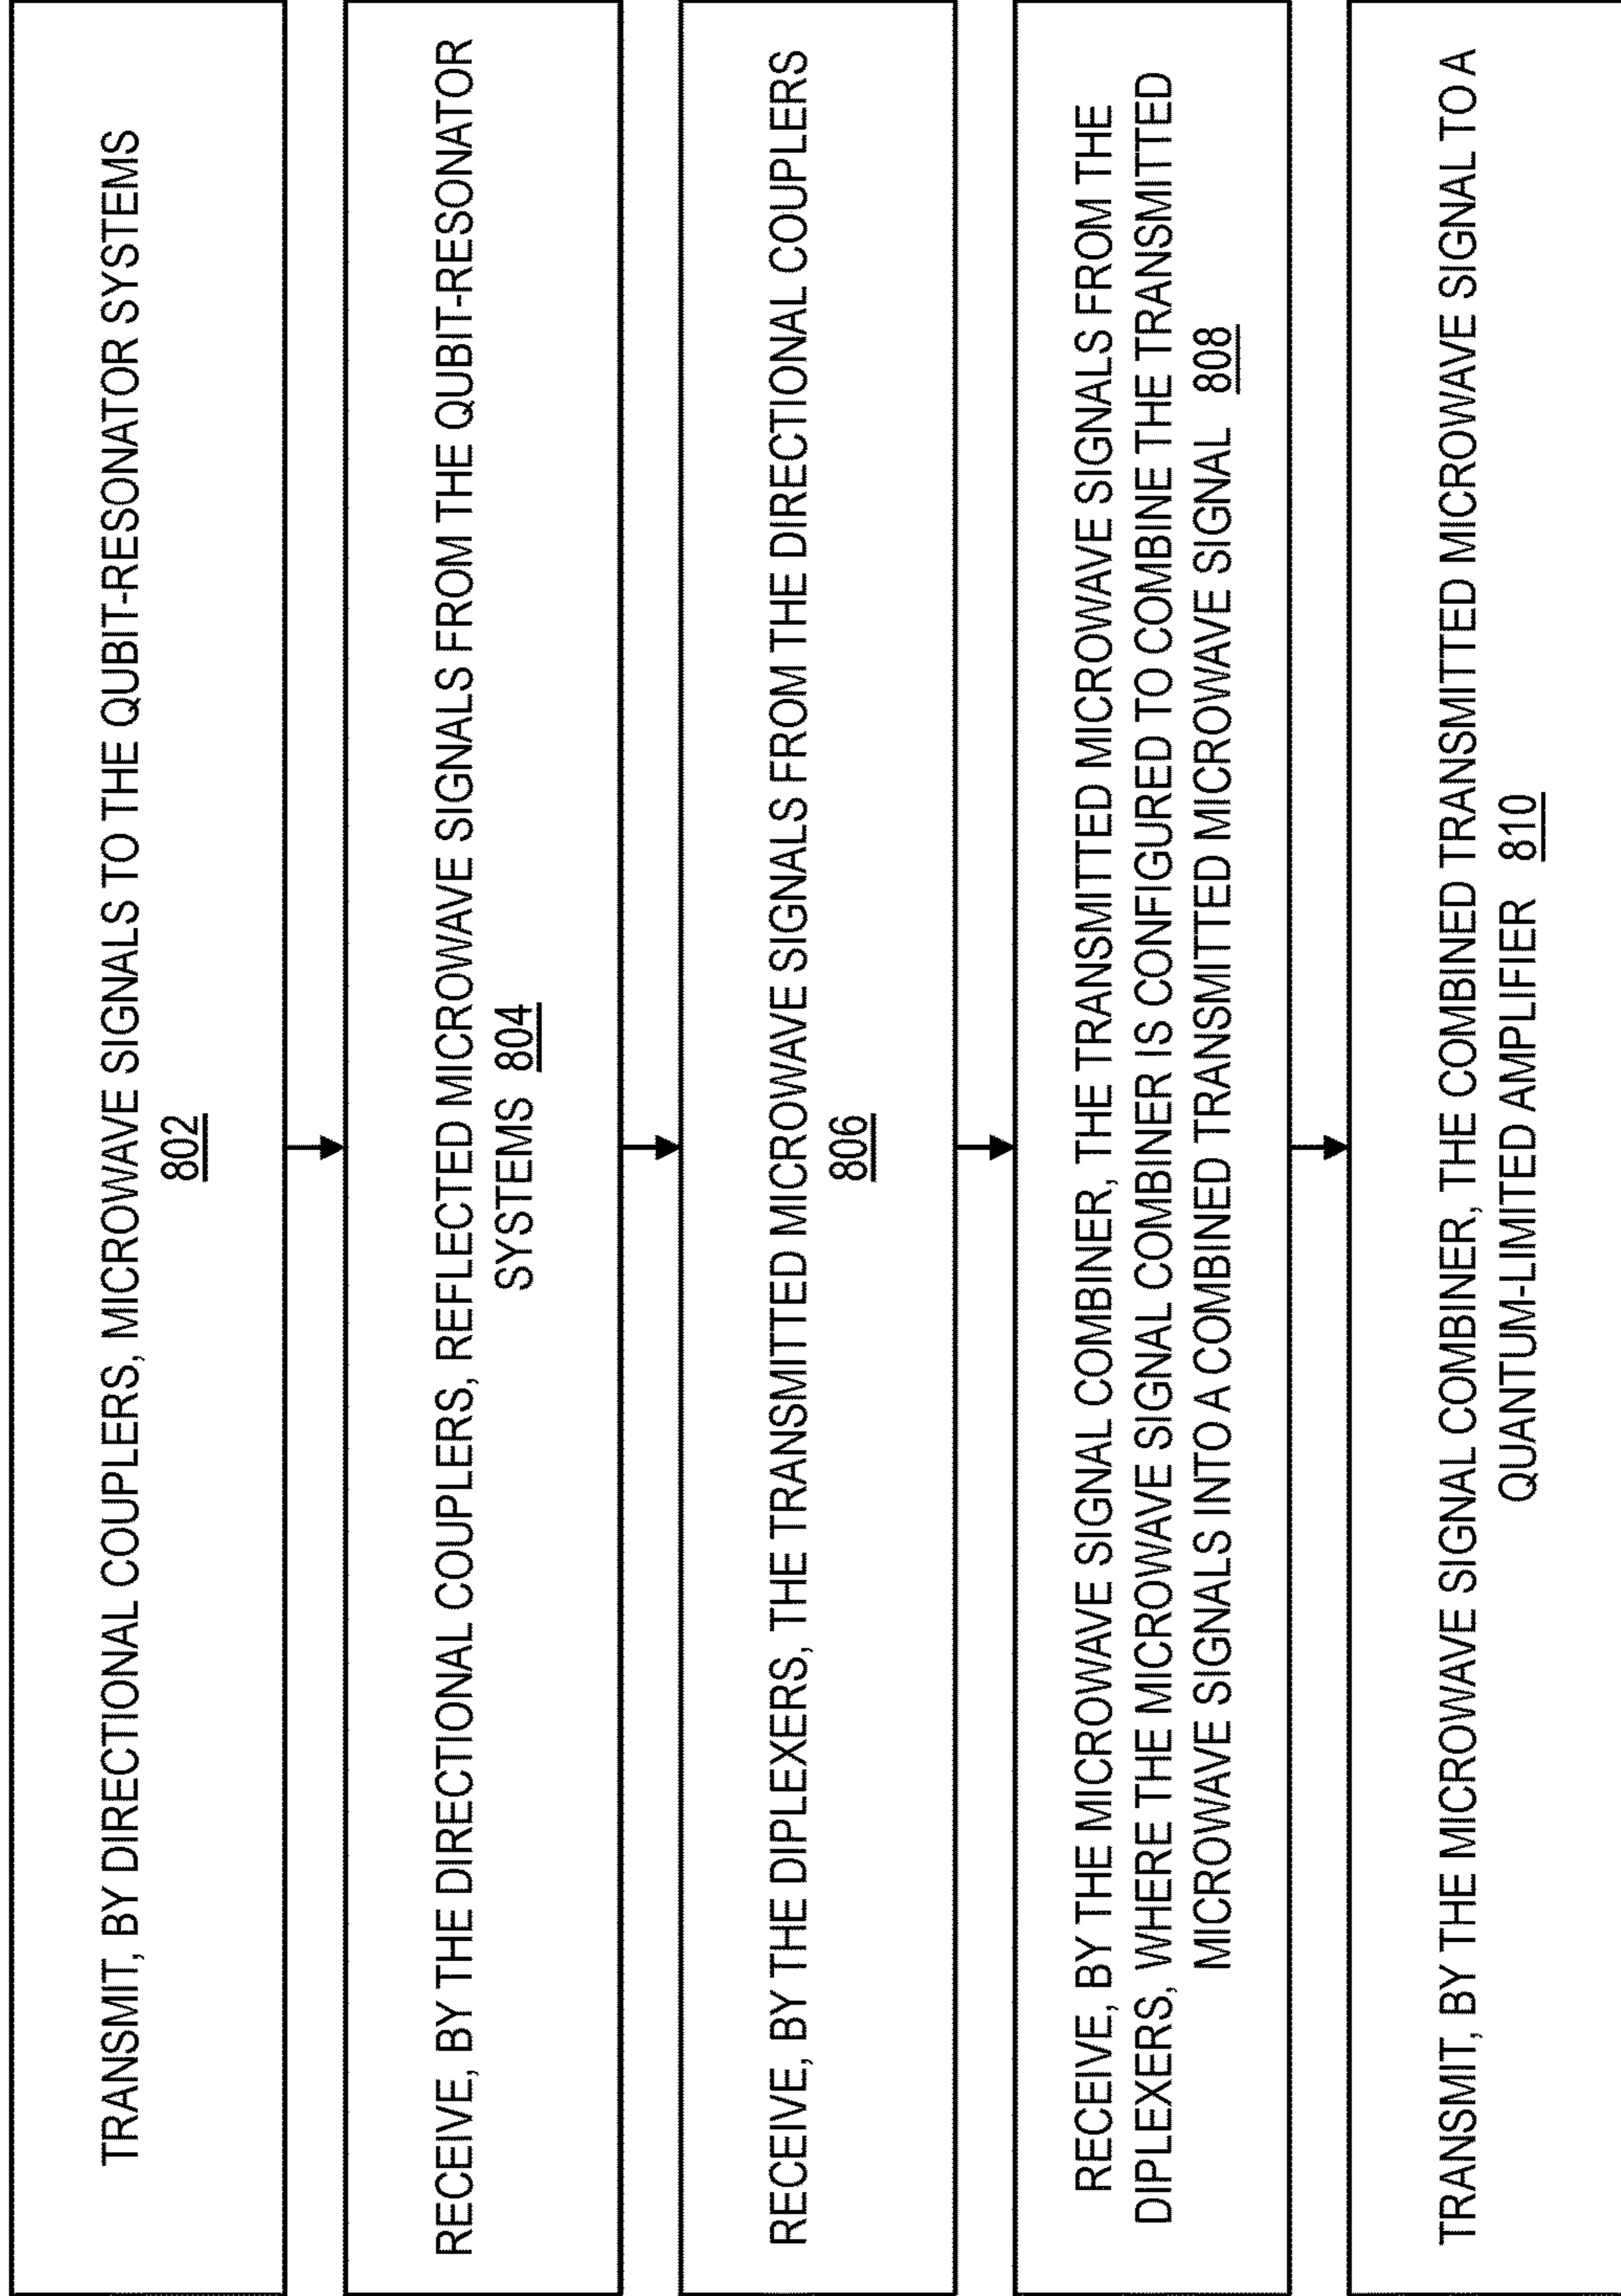 TRANSMIT, BY DIRECTIONAL COUPLERS, MICROWAVE SIGNALS TO THE QUBIT-RESONATOR SYSTEMS
802
RECEIVE, BY THE DIRECTIONAL COUPLERS, REFLECTED MICROWAVE SIGNALS FROM THE QUBIT-RESONATOR
SYSTEMS 804
RECEIVE, BY THE DIPLEXERS, THE TRANSMITTED MICROWAVE SIGNALS FROM THE DIRECTIONAL COUPLERS
806
RECEIVE, BY THE MICROWAVE SIGNAL COMBINER, THE TRANSMITTED MICROWAVE SIGNALS FROM THE
DIPLEXERS, WHERE THE MICROWAVE SIGNAL COMBINER IS CONFIGURED TO COMBINE THE TRANSMITTED
MICROWAVE SIGNALS INTO A COMBINED TRANSMITTED MICROWAVE SIGNAL 808
TRANSMIT, BY THE MICROWAVE SIGNAL COMBINER, THE COMBINED TRANSMITTED MICROWAVE SIGNAL TO A
QUANTUM-LIMITED AMPLIFIER 810